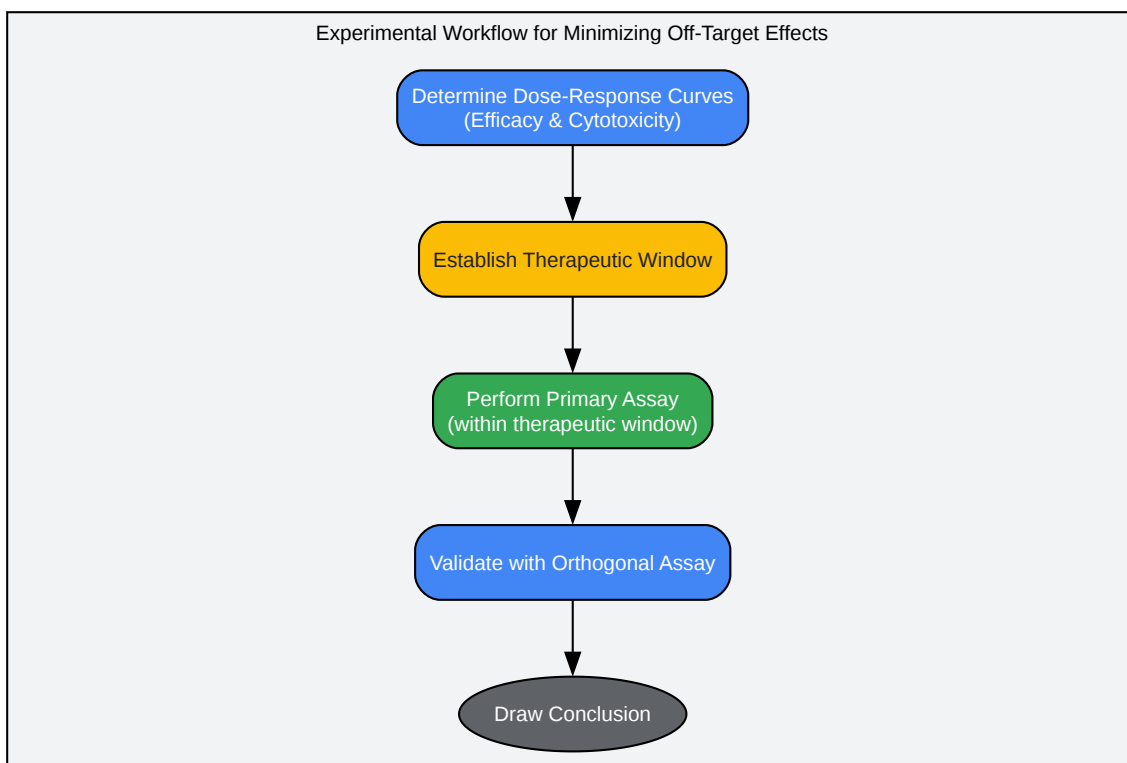 Experimental Workflow for Minimizing Off-Target Effects
Determine Dose-Response Curves
(Efficacy & Cytotoxicity)
Establish Therapeutic Window
Perform Primary Assay
(within therapeutic window)
Validate with Orthogonal Assay
Draw Conclusion